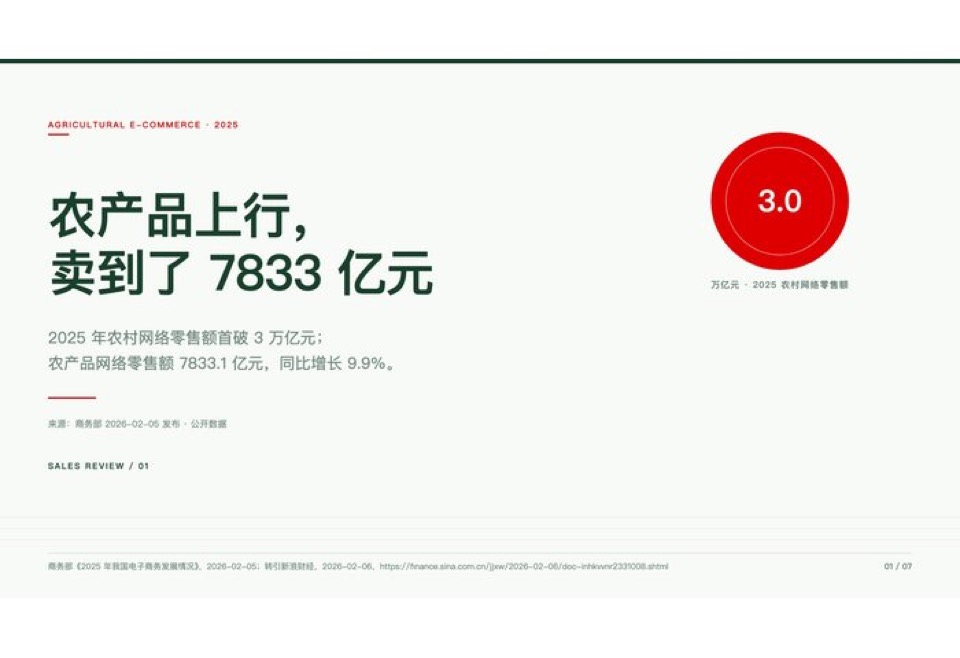 AGRICULTURAL E-COMMERCE · 2025
农产品上行，
卖到了 7833 亿元
2025 年农村网络零售额首破 3 万亿元；
农产品网络零售额 7833.1 亿元，同比增长 9.9%。
来源：商务部 2026-02-05 发布 · 公开数据
SALES REVIEW / 01
3.0
万亿元 · 2025 农村网络零售额
商务部《2025 年我国电子商务发展情况》，2026-02-05；转引新浪财经，2026-02-06，https://finance.sina.com.cn/jjxw/2026-02-06/doc-inhkvvnr2331008.shtml
01 / 07